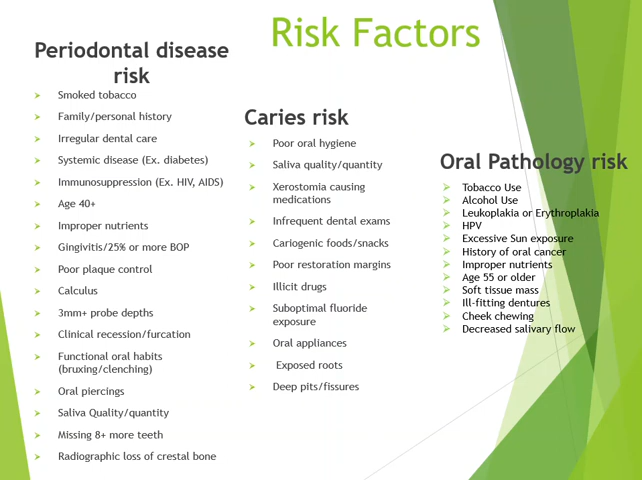 Risk Factors
Periodontal disease
risk
Smoked tobacco
Family/personal history
Irregular dental care
Systemic disease (Ex. diabetes)
Immunosuppression (Ex. HIV, AIDS)
Age 40+
Improper nutrients
Gingivitis/25% or more BOP
Poor plaque control
Calculus
3mm+ probe depths
Clinical recession/furcation
Functional oral habits
(bruxing/clenching)
Oral piercings
Saliva Quality/quantity
Missing 8+ more teeth
Radiographic loss of crestal bone
Caries risk
Poor oral hygiene
Saliva quality/quantity
Xerostomia causing
medications
Infrequent dental exams
Cariogenic foods/snacks
Poor restoration margins
Illicit drugs
Suboptimal fluoride
exposure
Oral appliances
Exposed roots
Deep pits/fissures
Oral Pathology risk
Tobacco Use
Alcohol Use
Leukoplakia or Erythroplakia
HPV
Excessive Sun exposure
History of oral cancer
Improper nutrients
Age 55 or older
Soft tissue mass
Ill-fitting dentures
Cheek chewing
Decreased salivary flow